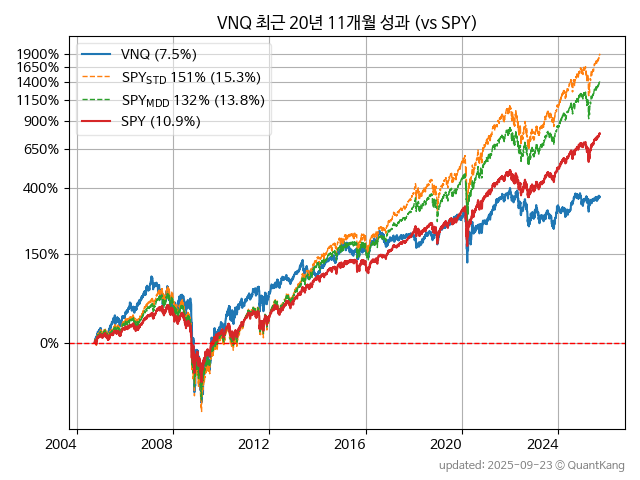 VNQ 최근 20년 11개월 성과 (vs SPY)
VNQ (7.5%)
SPY_STD 151% (15.3%)
SPY_MDD 132% (13.8%)
SPY (10.9%)
1900%
1650%
1400%
1150%
900%
650%
400%
150%
0%
2004 2008 2012 2016 2020 2024
updated: 2025-09-23 © QuantKang